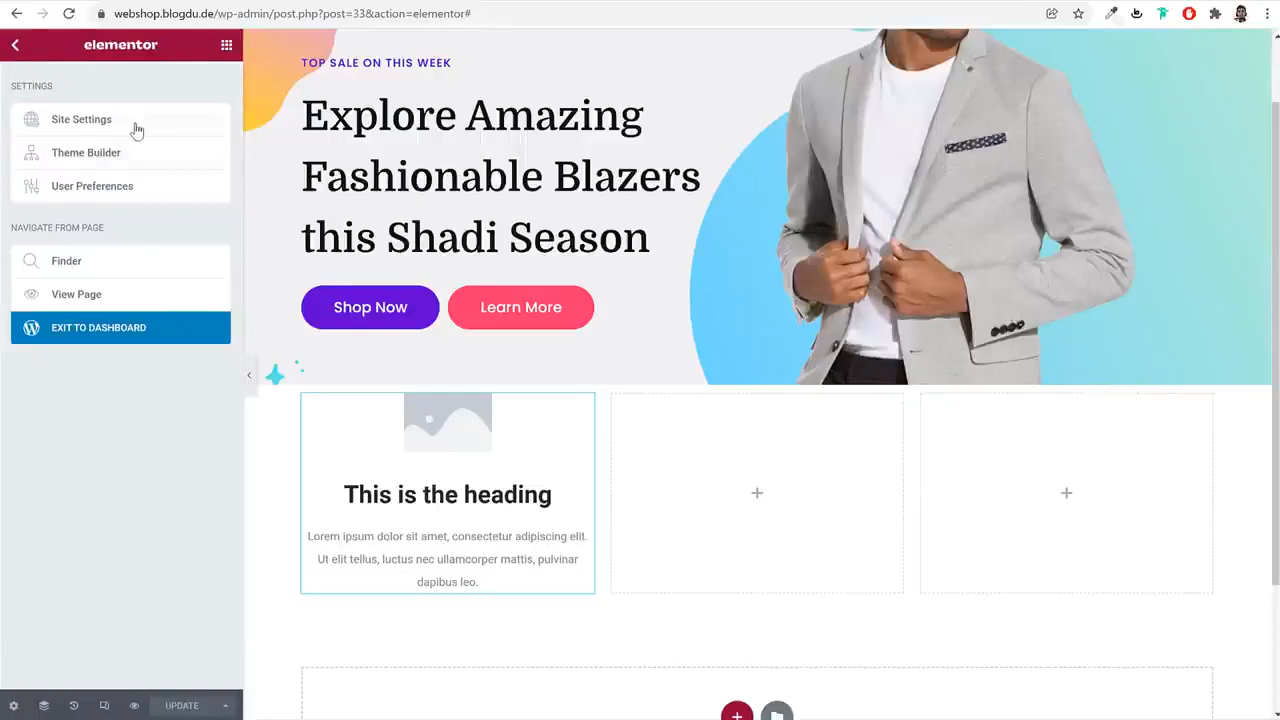 webshop.blogdu.de/wp-admin/post.php?post=33&action=elementor#
elementor
SETTINGS
Site Settings
Theme Builder
User Preferences
NAVIGATE FROM PAGE
Finder
View Page
EXIT TO DASHBOARD
UPDATE
TOP SALE ON THIS WEEK
Explore Amazing
Fashionable Blazers
this Shadi Season
Shop Now
Learn More
This is the heading
Lorem ipsum dolor sit amet, consectetur adipiscing elit.
Ut elit tellus, luctus nec ullamcorper mattis, pulvinar
dapibus leo.